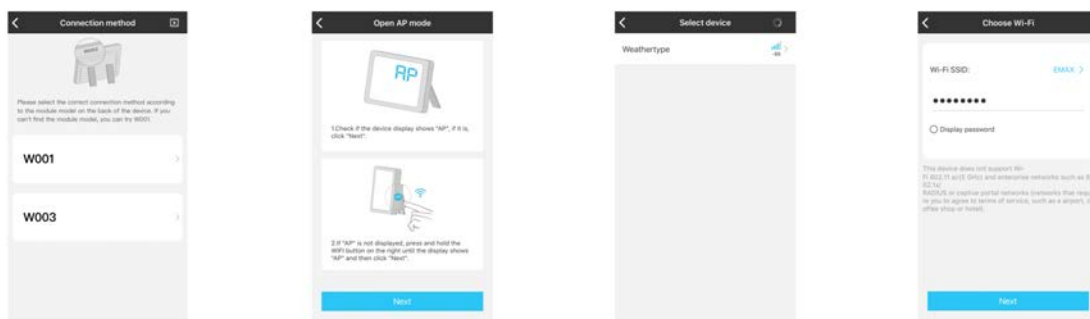 Connection method
Please select the correct connection method according
to the module model on the back of the device. If you
can't find the module model, you can try W001.
W001
W003
Open AP mode
AP
1.Check if the device display shows "AP", if it is,
click "Next".
2.If "AP" is not displayed, press and hold the
WIFI button on the right until the display shows
"AP" and then click "Next".
Next
Select device
Weathertype
Choose Wi-Fi
Wi-Fi SSID:
EMAX >
Display password
This device does not support Wi-
Fi 802.11 ac(5 GHz) and enterprise networks such as
RADIUS or captive portal networks (networks that
to you to agree to terms of service, such as a airport,
office shop or hotel).
Next